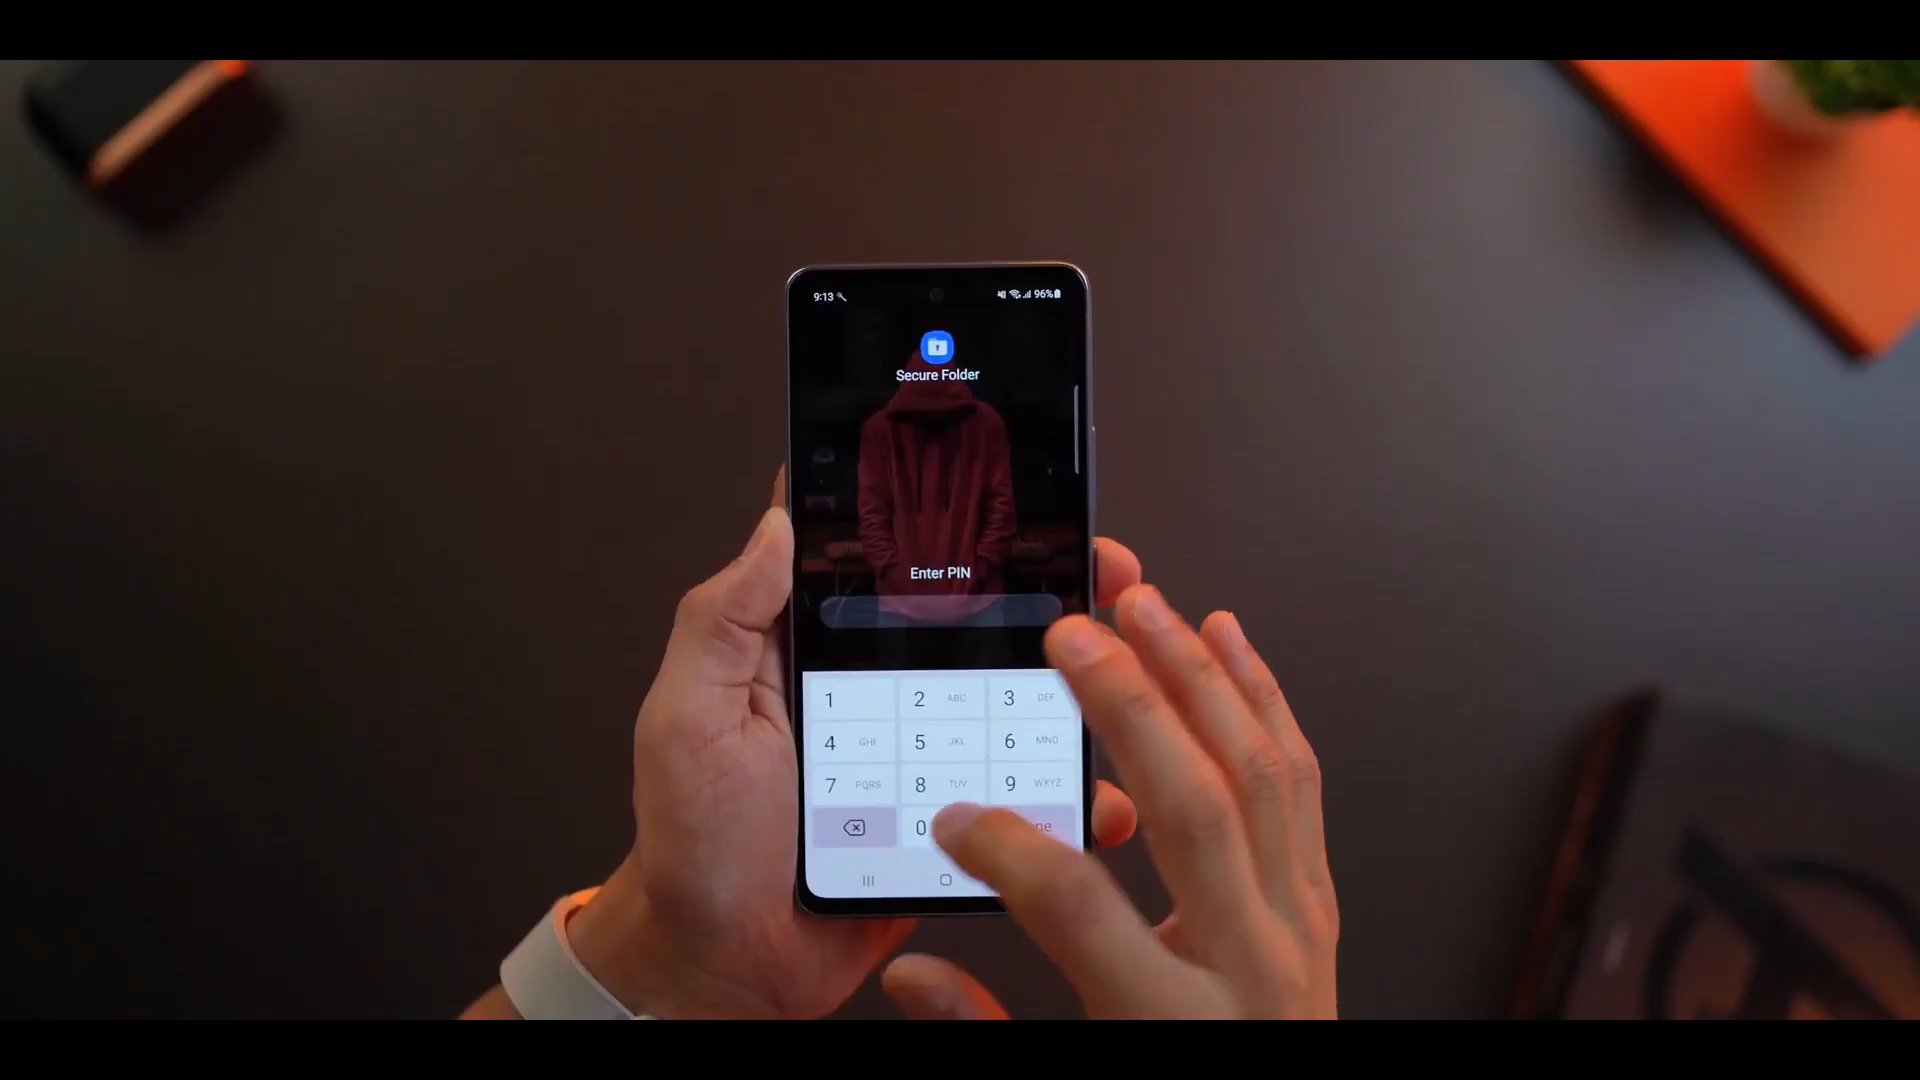 9:13
96%
Secure Folder
Enter PIN
1
2 ABC
3 DEF
4 GHI
5 JKL
6 MNO
7 PQRS
8 TUV
9 WXYZ
0